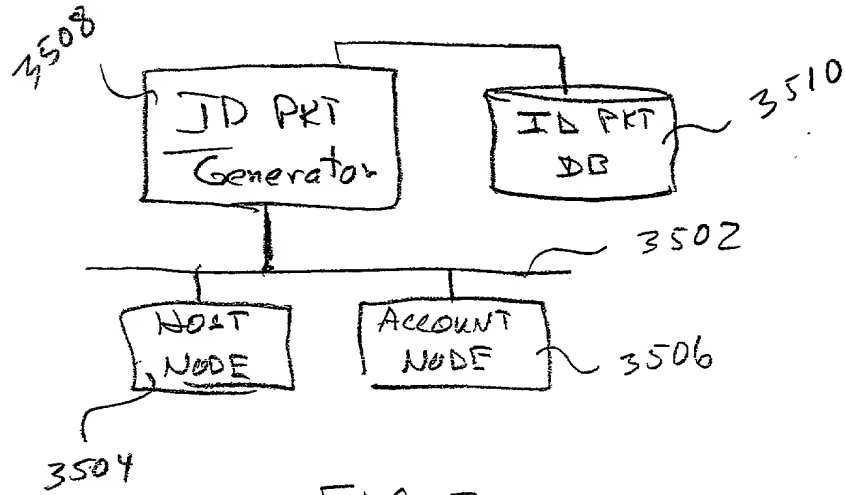 3508
ID PKT
Generator
ID PKT
DB
3510
3502
HOST
NODE
ACCOUNT
NODE
3506
3504